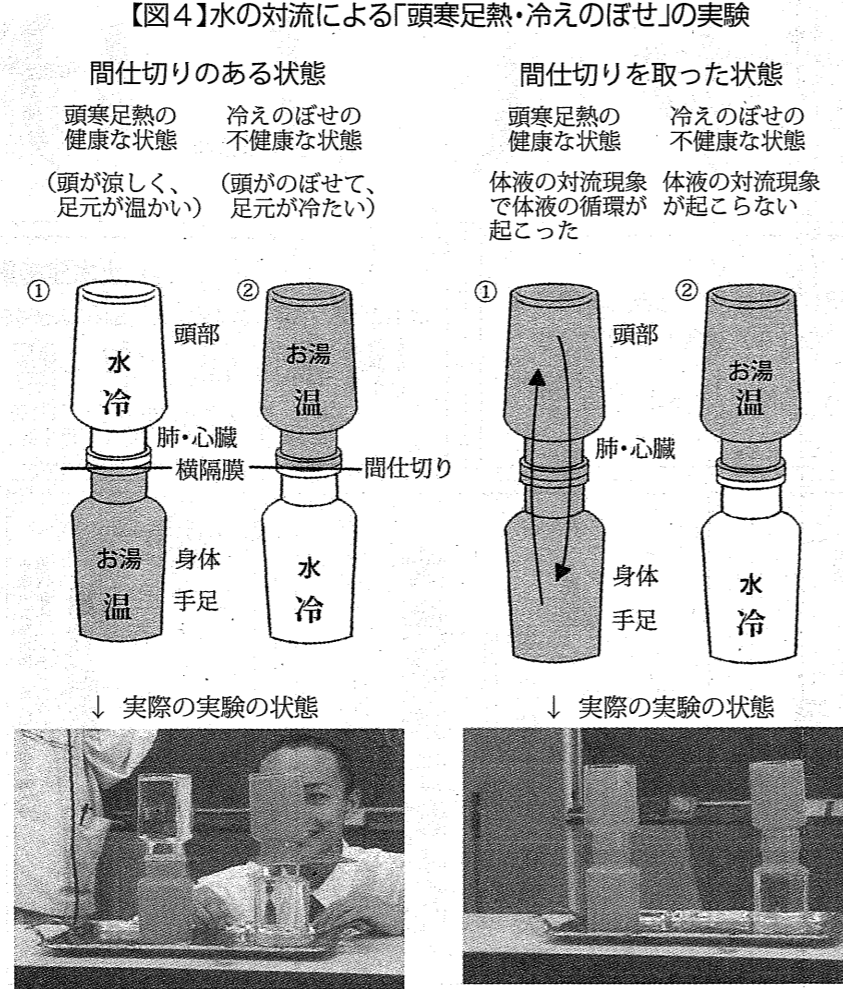 【図4】水の対流による「頭寒足熱・冷えのぼせ」の実験
間仕切りのある状態
頭寒足熱の
健康な状態
冷えのぼせの
不健康な状態
（頭が涼しく、
足元が温かい）
（頭がのぼせて、
足元が冷たい）
①
水
冷
頭部
肺・心臓
横隔膜
お湯
温
身体
手足
②
お湯
温
間仕切り
水
冷
↓ 実際の実験の状態
間仕切りを取った状態
頭寒足熱の
健康な状態
冷えのぼせの
不健康な状態
体液の対流現象
で体液の循環が
起こった
体液の対流現象
が起こらない
①
頭部
肺・心臓
身体
手足
②
お湯
温
水
冷
↓ 実際の実験の状態